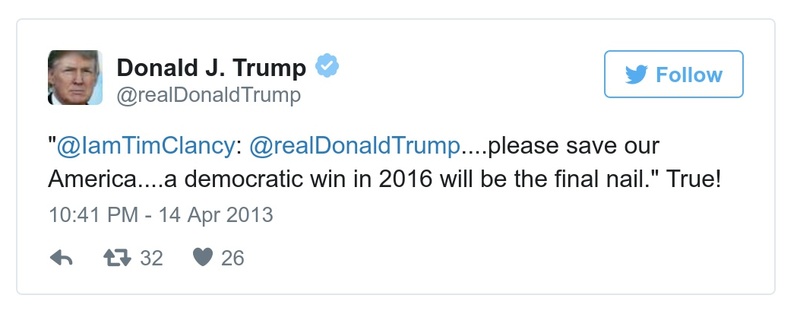 Donald J. Trump
@realDonaldTrump
Follow
"@IamTimClancy: @realDonaldTrump....please save our
America....a democratic win in 2016 will be the final nail." True!
10:41 PM - 14 Apr 2013
32 26